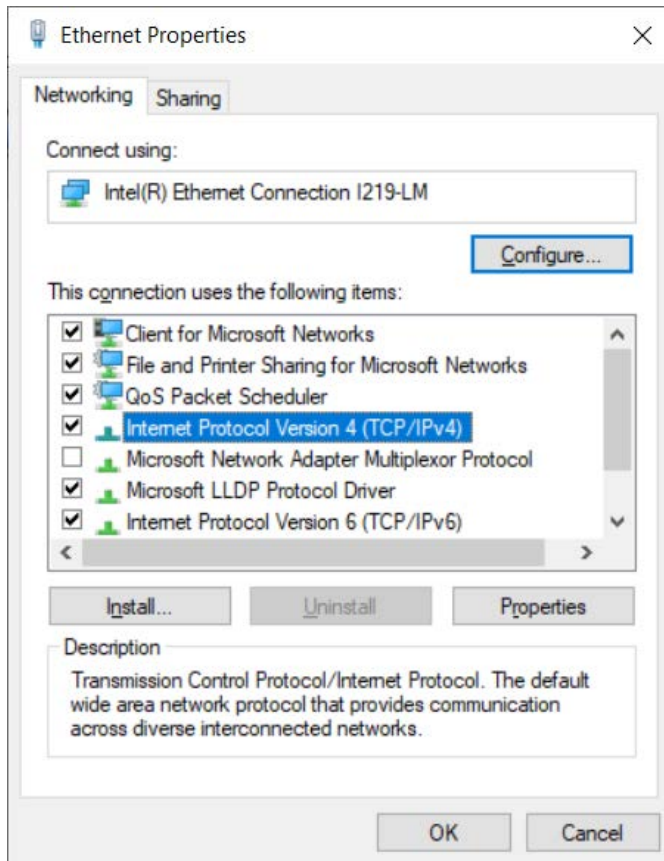 Ethernet Properties
Networking
Sharing
Connect using:
Intel(R) Ethernet Connection I219-LM
Configure...
This connection uses the following items:
Client for Microsoft Networks
File and Printer Sharing for Microsoft Networks
QoS Packet Scheduler
Internet Protocol Version 4 (TCP/IPv4)
Microsoft Network Adapter Multiplexor Protocol
Microsoft LLDP Protocol Driver
Internet Protocol Version 6 (TCP/IPv6)
Install...
Uninstall
Properties
Description
Transmission Control Protocol/Internet Protocol. The default
wide area network protocol that provides communication
across diverse interconnected networks.
OK
Cancel